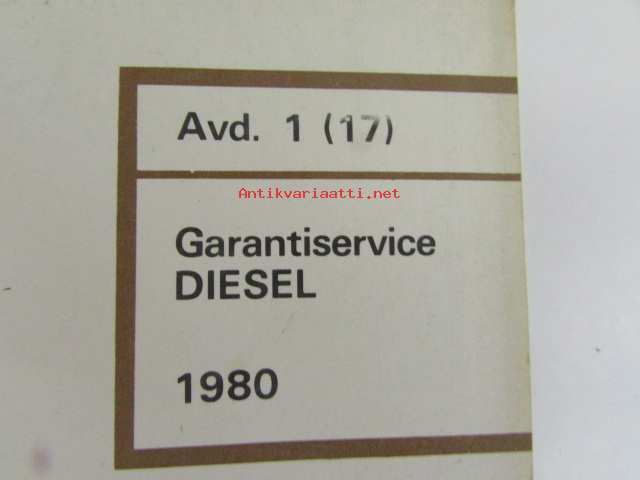 Avd. 1 (17)
Antikvariaatti.net
Garantiservice
DIESEL
1980